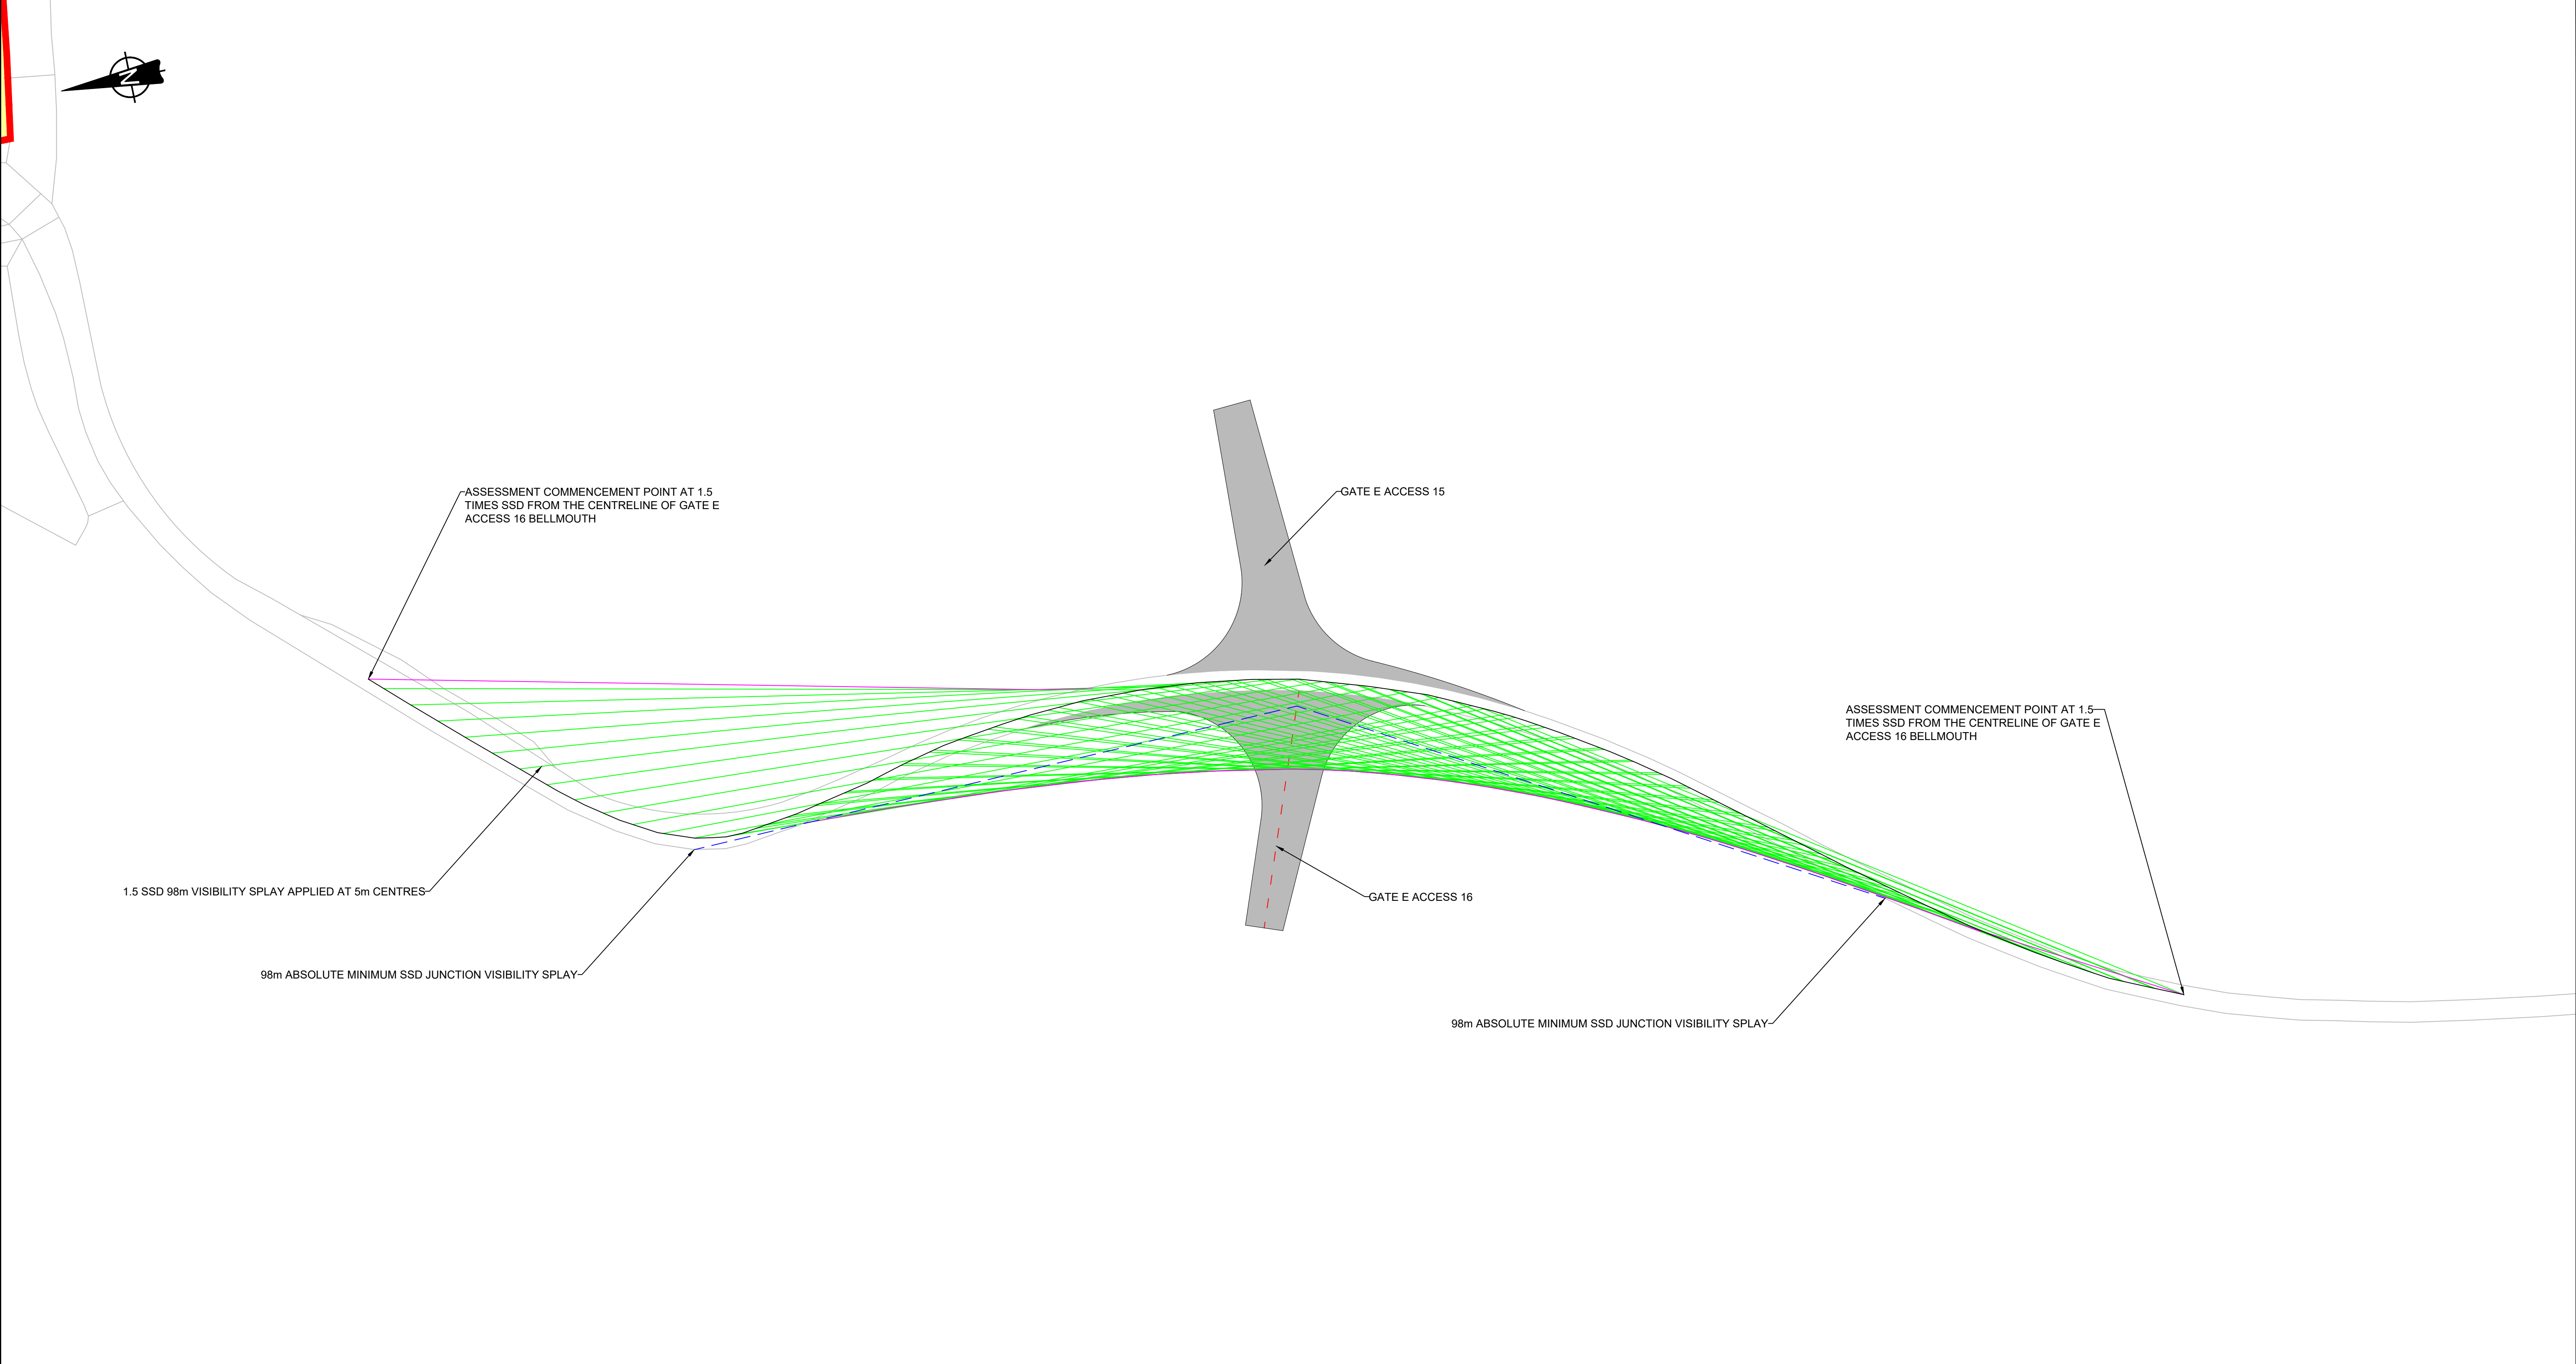 N
ASSESSMENT COMMENCEMENT POINT AT 1.5
TIMES SSD FROM THE CENTRELINE OF GATE E
ACCESS 16 BELLMOUTH
GATE E ACCESS 15
ASSESSMENT COMMENCEMENT POINT AT 1.5
TIMES SSD FROM THE CENTRELINE OF GATE E
ACCESS 16 BELLMOUTH
1.5 SSD 98m VISIBILITY SPLAY APPLIED AT 5m CENTRES
GATE E ACCESS 16
98m ABSOLUTE MINIMUM SSD JUNCTION VISIBILITY SPLAY
98m ABSOLUTE MINIMUM SSD JUNCTION VISIBILITY SPLAY